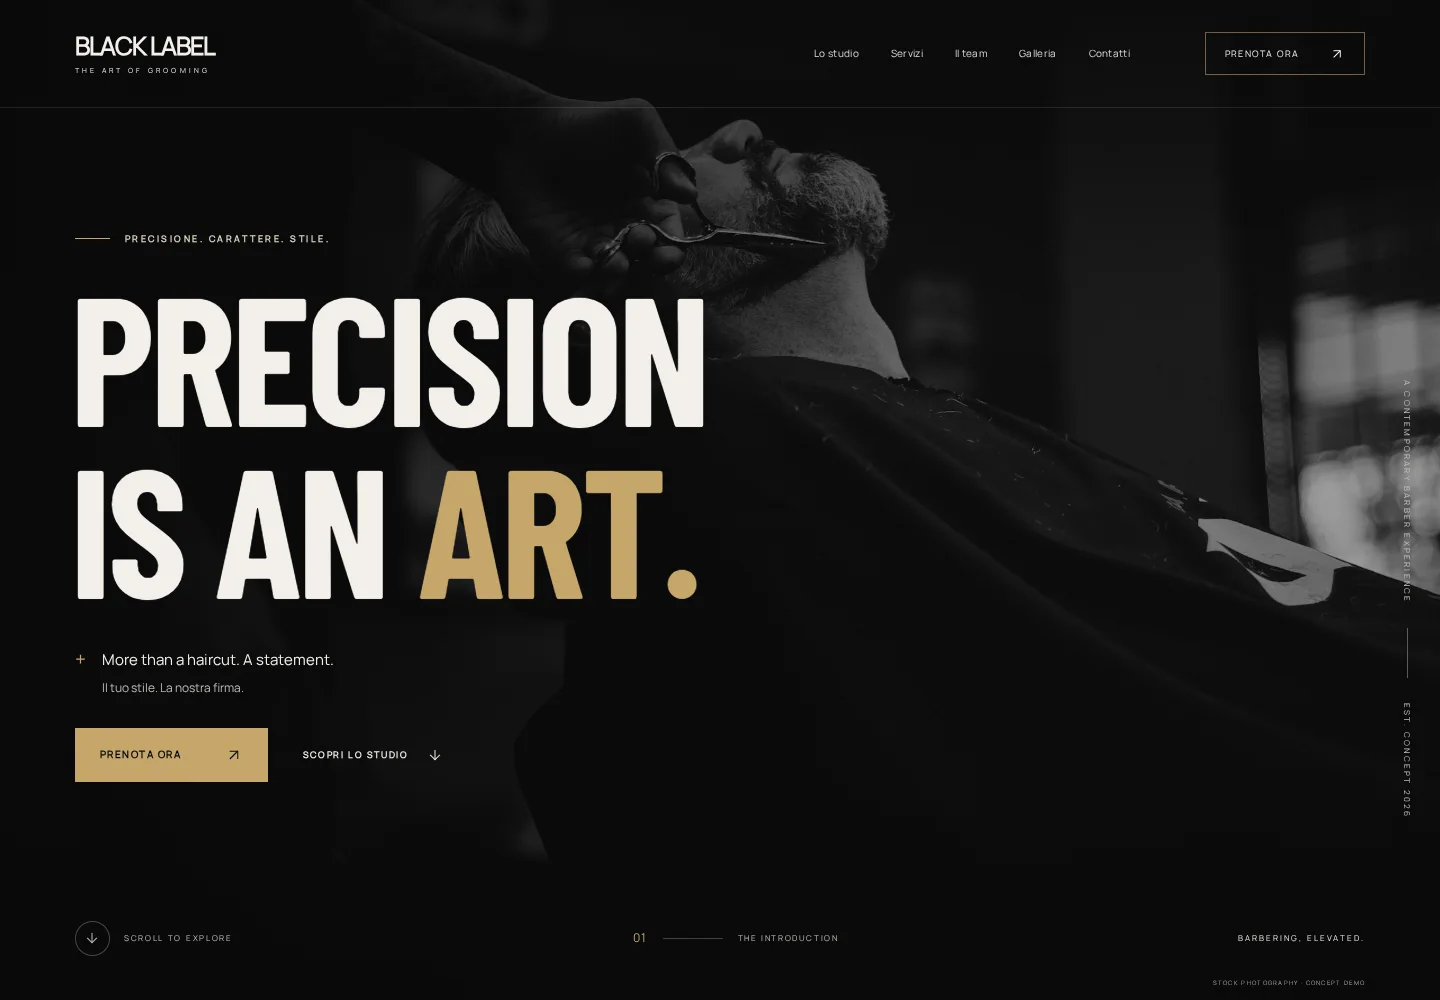 BLACK LABEL
THE ART OF GROOMING
Lo studio
Servizi
Il team
Galleria
Contatti
PRENOTA ORA
PRECISIONE. CARATTERE. STILE.
PRECISION
IS AN ART.
+ More than a haircut. A statement.
Il tuo stile. La nostra firma.
PRENOTA ORA
SCOPRI LO STUDIO
A CONTEMPORARY BARBER EXPERIENCE
EST. CONCEPT 2026
SCROLL TO EXPLORE
01
THE INTRODUCTION
BARBERING, ELEVATED.
STOCK PHOTOGRAPHY · CONCEPT DEMO